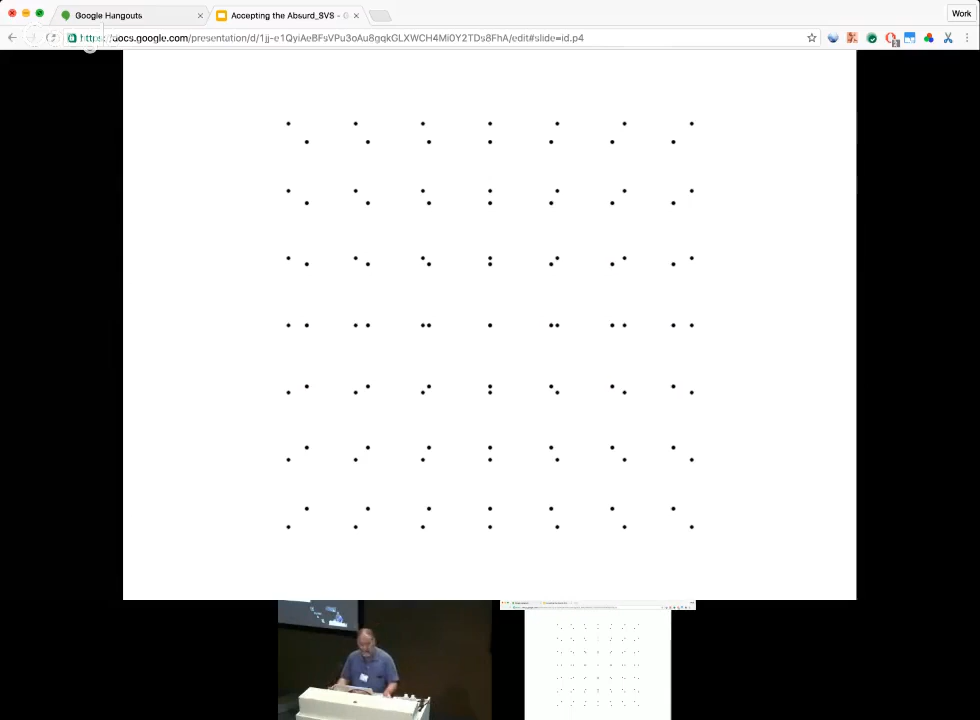 Google Hangouts
Accepting the Absurd_SVS - G
Work
https://docs.google.com/presentation/d/1jj-e1QyiAeBFsVPu3oAu8gqkGLXWCH4Mi0Y2TDs8FhA/edit#slide=id.p4